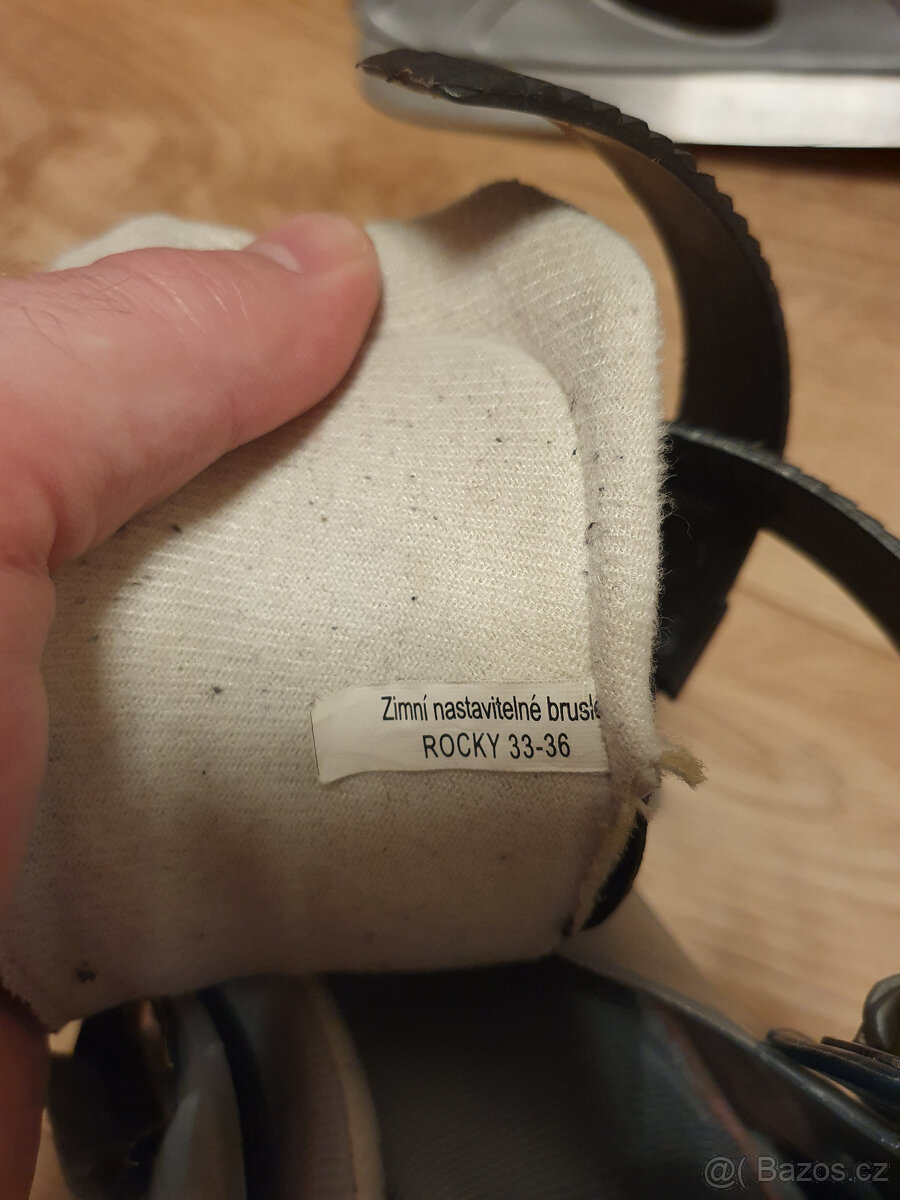 Zimní nastavitelné brusle
ROCKY 33-36
@( Bazos.cz